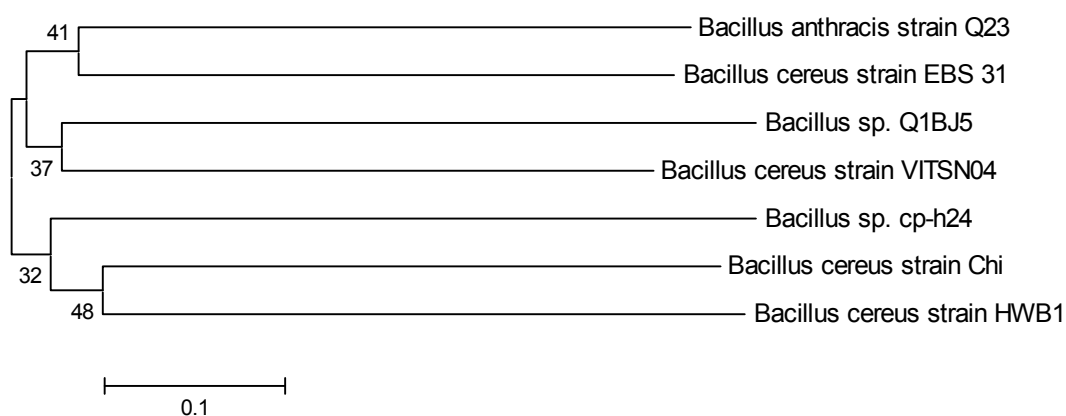 41
Bacillus anthracis strain Q23
Bacillus cereus strain EBS 31
Bacillus sp. Q1BJ5
37
Bacillus cereus strain VITSN04
Bacillus sp. cp-h24
32
Bacillus cereus strain Chi
48
Bacillus cereus strain HWB1
0.1